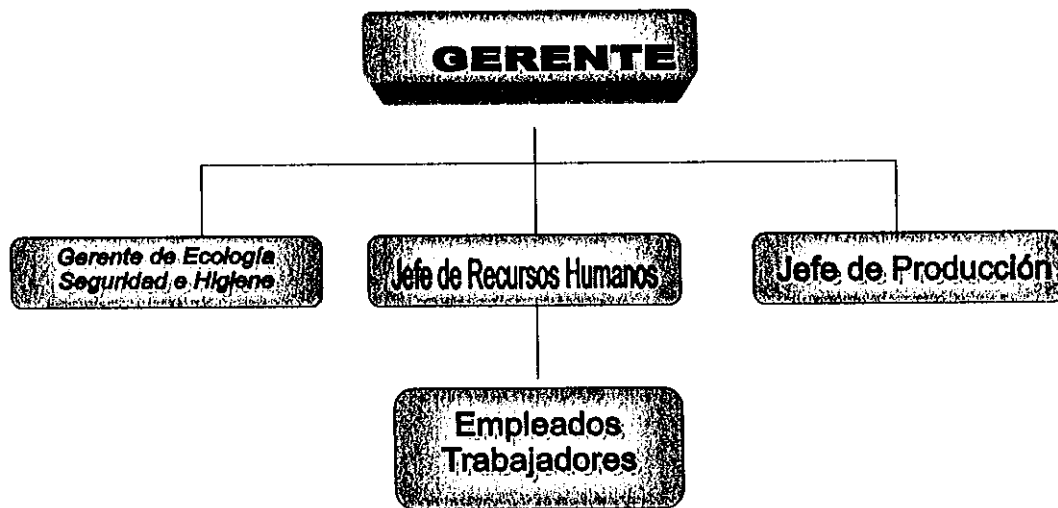 GERENTE
Gerente de Ecología
Seguridad e Higiene
Jefe de Recursos Humanos
Jefe de Producción
Empleados
Trabajadores